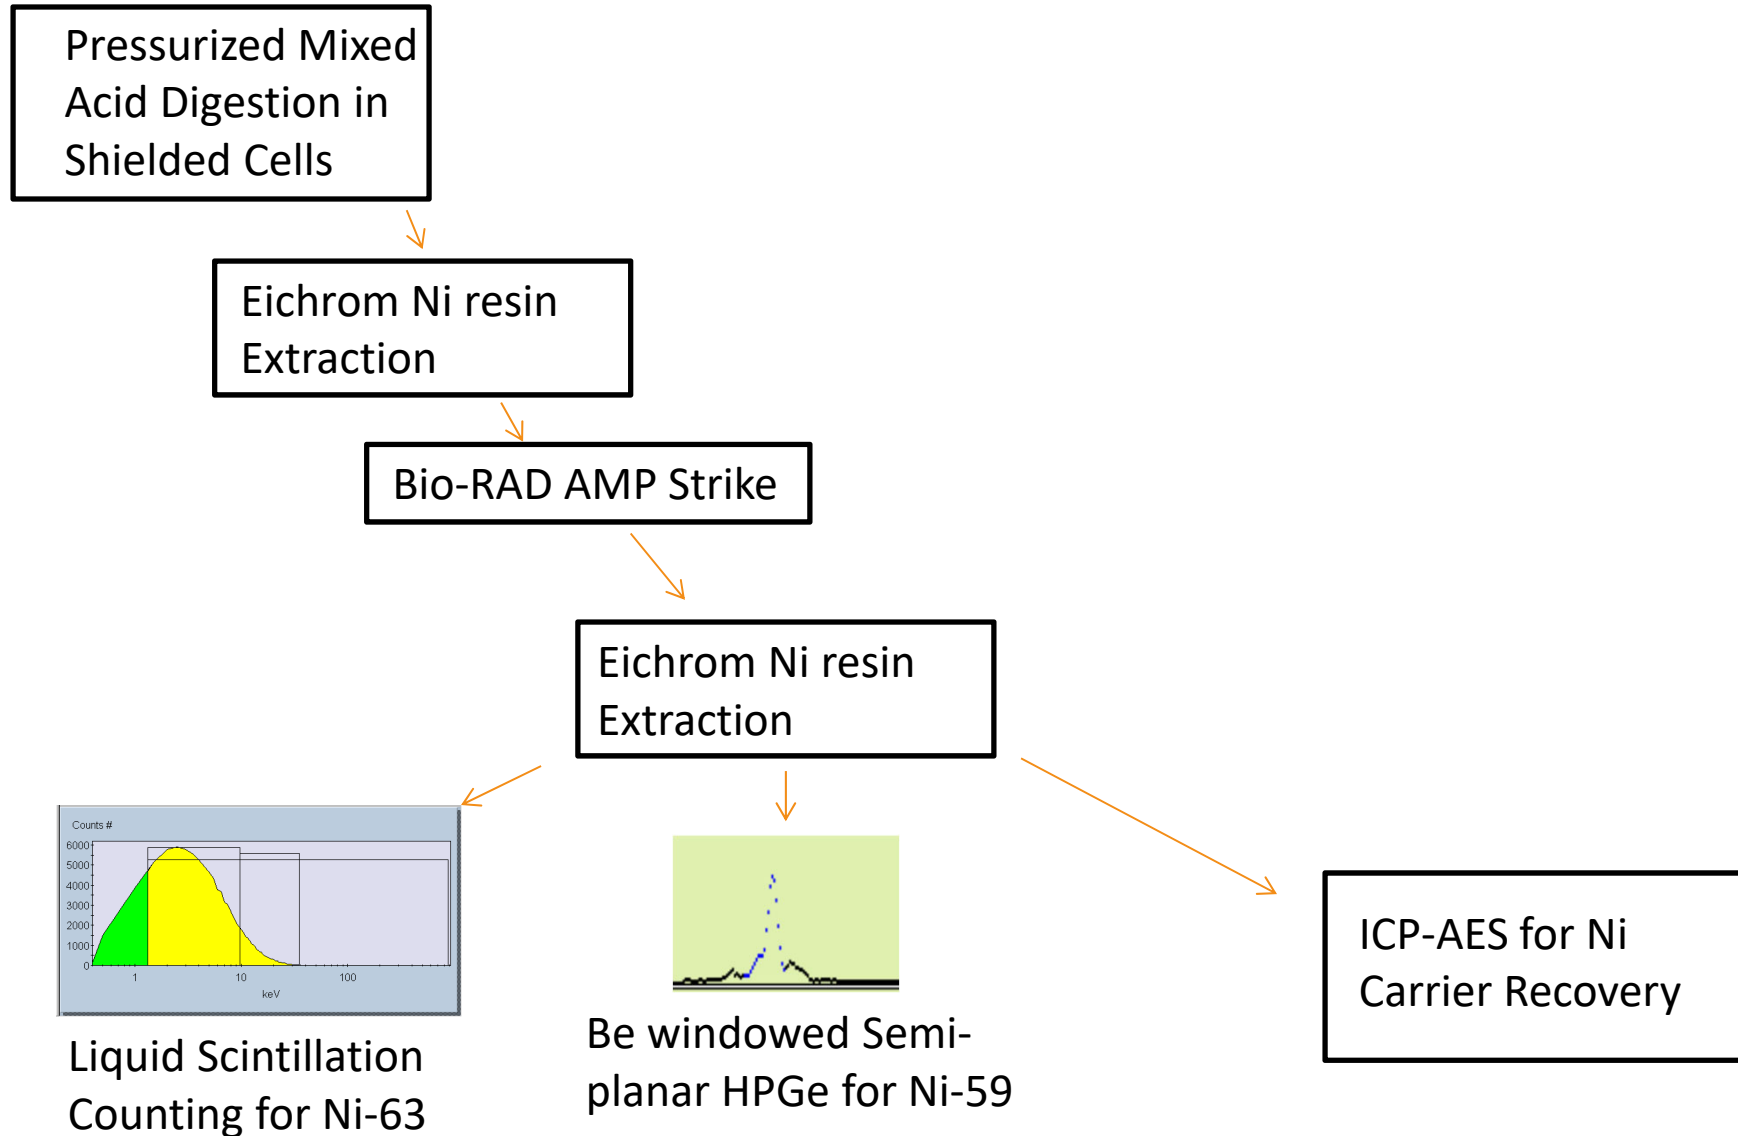 Pressurized Mixed
Acid Digestion in
Shielded Cells
Eichrom Ni resin
Extraction
Bio-RAD AMP Strike
Eichrom Ni resin
Extraction
Counts #
6000
5000
4000
3000
2000
1000
0
1 10 100
keV
Liquid Scintillation
Counting for Ni-63
Be windowed Semi-
planar HPGe for Ni-59
ICP-AES for Ni
Carrier Recovery